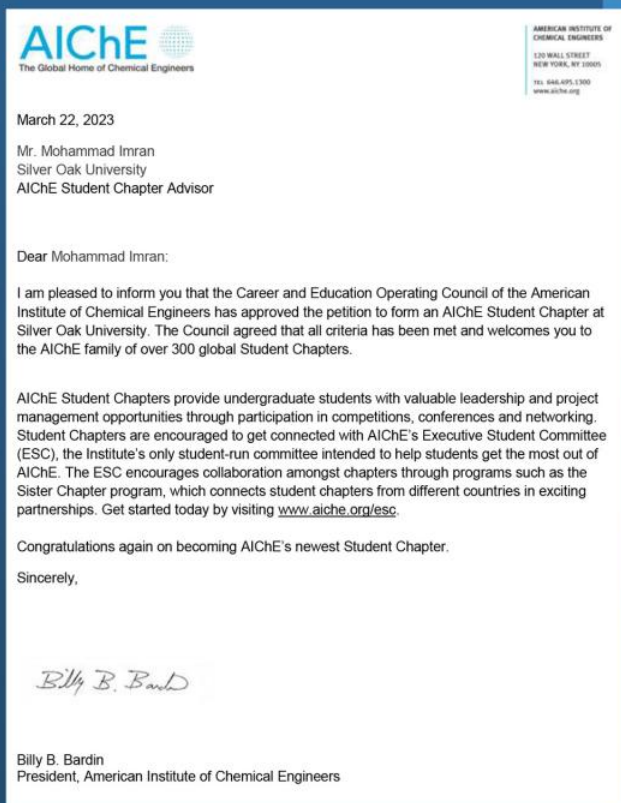 AIChE
The Global Home of Chemical Engineers
AMERICAN INSTITUTE OF
CHEMICAL ENGINEERS
120 WALL STREET
NEW YORK, NY 10005
TEL 646.495.1300
www.aiche.org
March 22, 2023
Mr. Mohammad Imran
Silver Oak University
AIChE Student Chapter Advisor
Dear Mohammad Imran:
I am pleased to inform you that the Career and Education Operating Council of the American
Institute of Chemical Engineers has approved the petition to form an AIChE Student Chapter at
Silver Oak University. The Council agreed that all criteria has been met and welcomes you to
the AIChE family of over 300 global Student Chapters.
AIChE Student Chapters provide undergraduate students with valuable leadership and project
management opportunities through participation in competitions, conferences and networking.
Student Chapters are encouraged to get connected with AIChE's Executive Student Committee
(ESC), the Institute's only student-run committee intended to help students get the most out of
AIChE. The ESC encourages collaboration amongst chapters through programs such as the
Sister Chapter program, which connects student chapters from different countries in exciting
partnerships. Get started today by visiting www.aiche.org/esc.
Congratulations again on becoming AIChE's newest Student Chapter.
Sincerely,
Billy B. Bardin
Billy B. Bardin
President, American Institute of Chemical Engineers